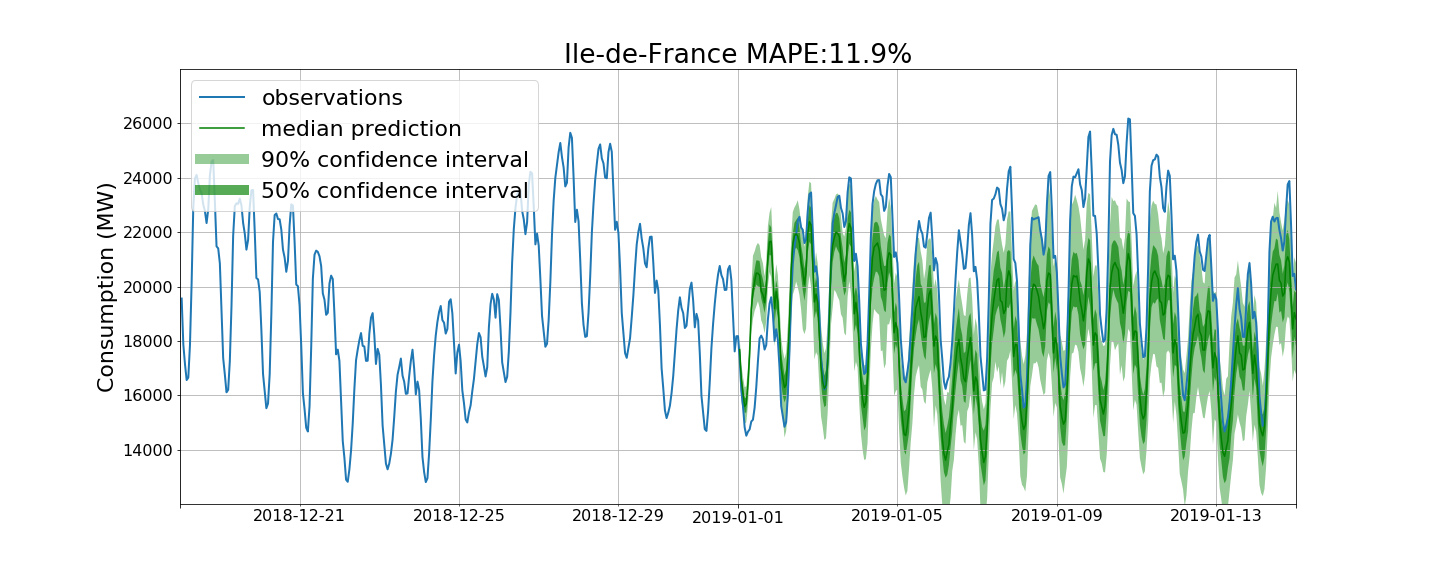 Ile-de-France MAPE:11.9%
observations
median prediction
90% confidence interval
50% confidence interval
Consumption (MW)
26000
24000
22000
20000
18000
16000
14000
2018-12-21
2018-12-25
2018-12-29
2019-01-01
2019-01-05
2019-01-09
2019-01-13